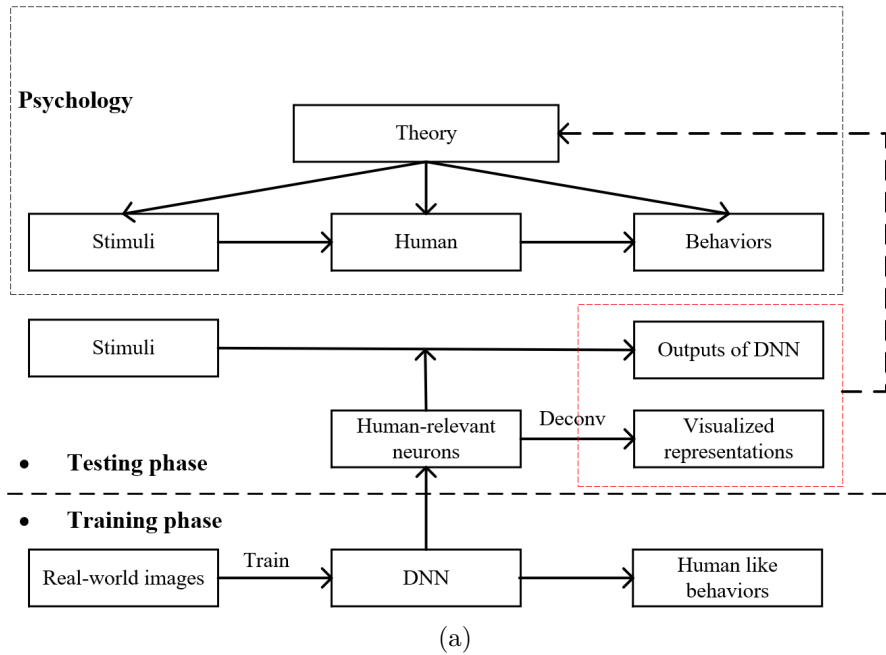 Psychology
Theory
Stimuli
Human
Behaviors
Stimuli
Outputs of DNN
Human-relevant
neurons
Deconv
Visualized
representations
• Testing phase
• Training phase
Real-world images
Train
DNN
Human like
behaviors
(a)